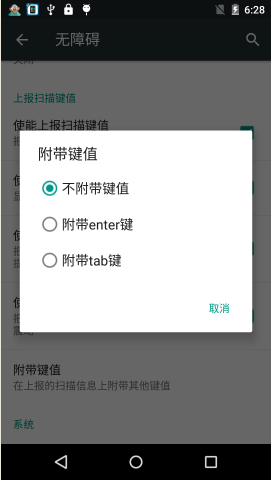 6:28
无障碍
上报扫描键值
使能上报扫描键值
附带键值
不附带键值
附带enter键
附带tab键
取消
附带键值
在上报的扫描信息上附带其他键值
系统